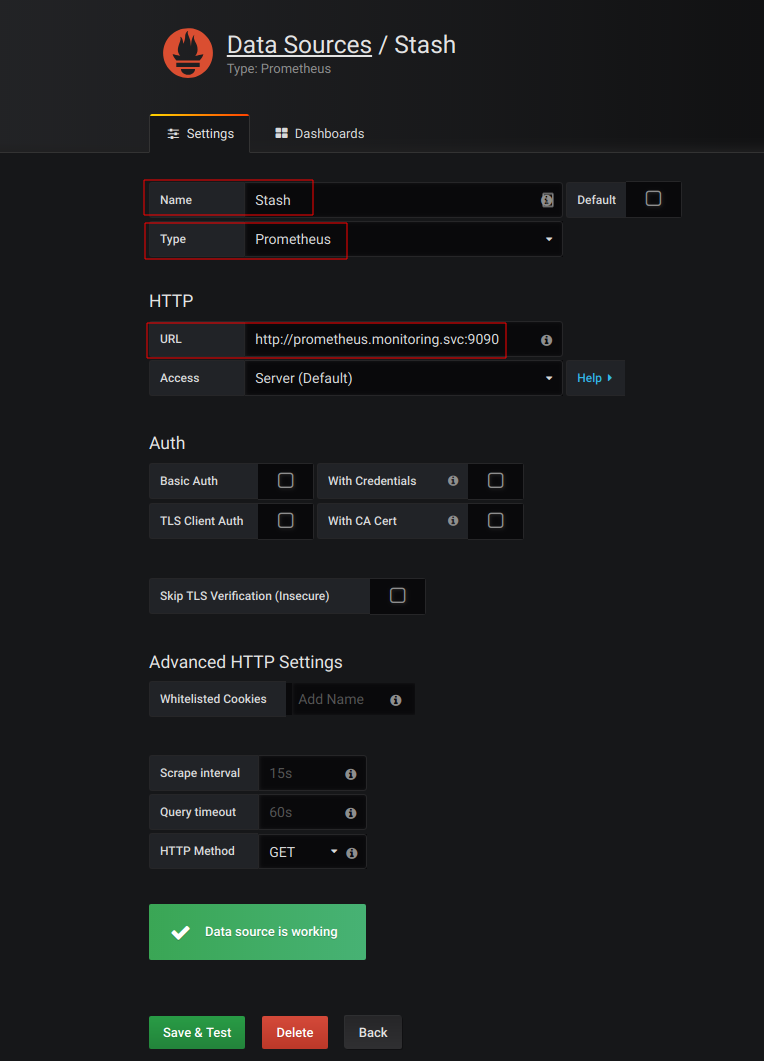 Data Sources / Stash
Type: Prometheus
Settings
Dashboards
Name Stash Default
Type Prometheus
HTTP
URL http://prometheus.monitoring.svc:9090
Access Server (Default) Help
Auth
Basic Auth With Credentials
TLS Client Auth With CA Cert
Skip TLS Verification (Insecure)
Advanced HTTP Settings
Whitelisted Cookies Add Name
Scrape interval 15s
Query timeout 60s
HTTP Method GET
Data source is working
Save & Test Delete Back